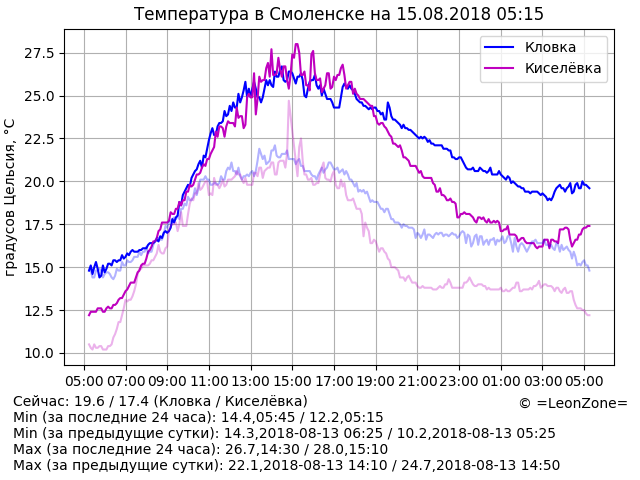 Температура в Смоленске на 15.08.2018 05:15
градусов Цельсия, °C
27.5
25.0
22.5
20.0
17.5
15.0
12.5
10.0
Кловка
Киселёвка
05:00 07:00 09:00 11:00 13:00 15:00 17:00 19:00 21:00 23:00 01:00 03:00 05:00
Сейчас: 19.6 / 17.4 (Кловка / Киселёвка)
© =LeonZone=
Min (за последние 24 часа): 14.4,05:45 / 12.2,05:15
Min (за предыдущие сутки): 14.3,2018-08-13 06:25 / 10.2,2018-08-13 05:25
Max (за последние 24 часа): 26.7,14:30 / 28.0,15:10
Max (за предыдущие сутки): 22.1,2018-08-13 14:10 / 24.7,2018-08-13 14:50